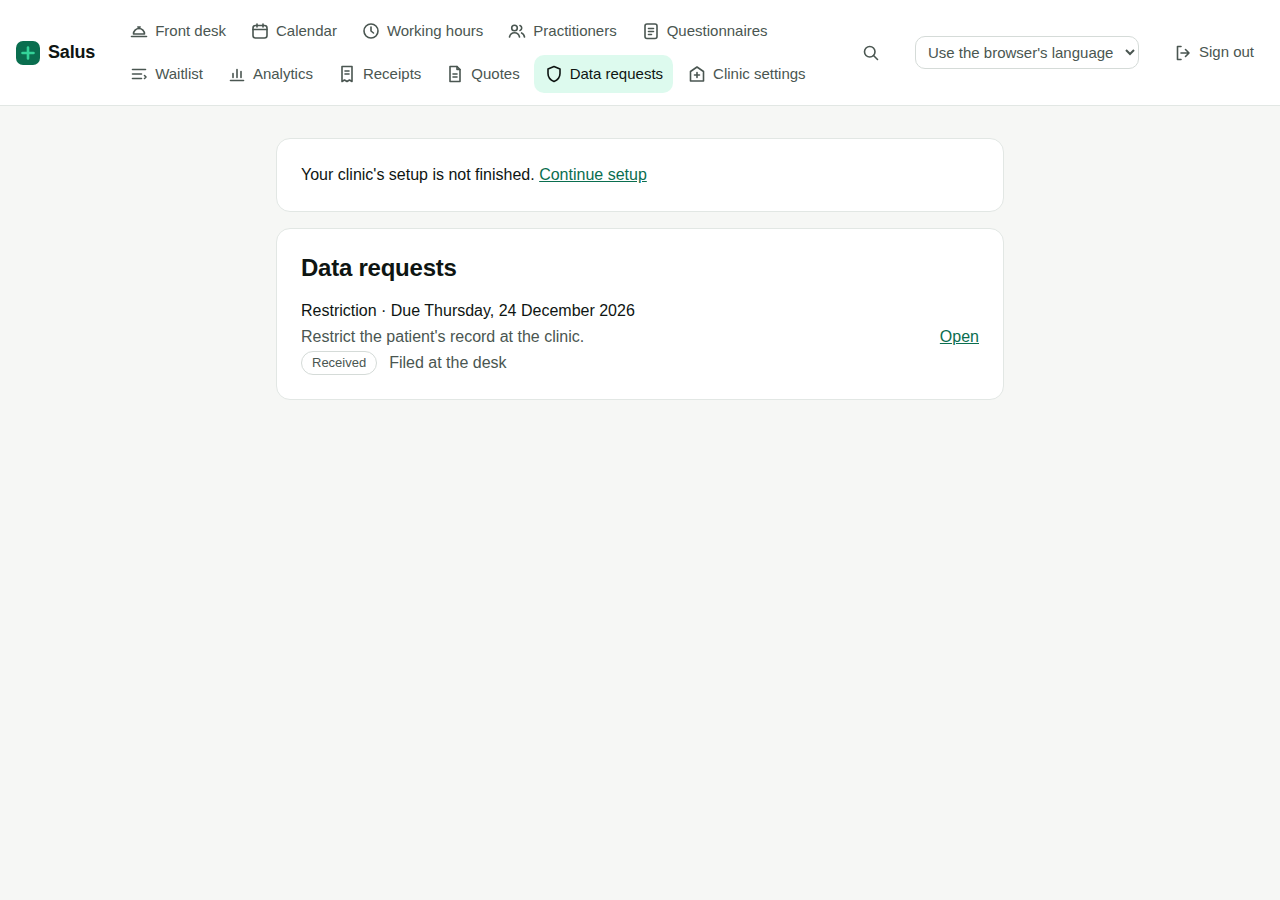 Salus
Front desk
Calendar
Working hours
Practitioners
Questionnaires
Waitlist
Analytics
Receipts
Quotes
Data requests
Clinic settings
Use the browser's language
Sign out
Your clinic's setup is not finished. Continue setup
Data requests
Restriction · Due Thursday, 24 December 2026
Restrict the patient's record at the clinic.
Open
Received
Filed at the desk